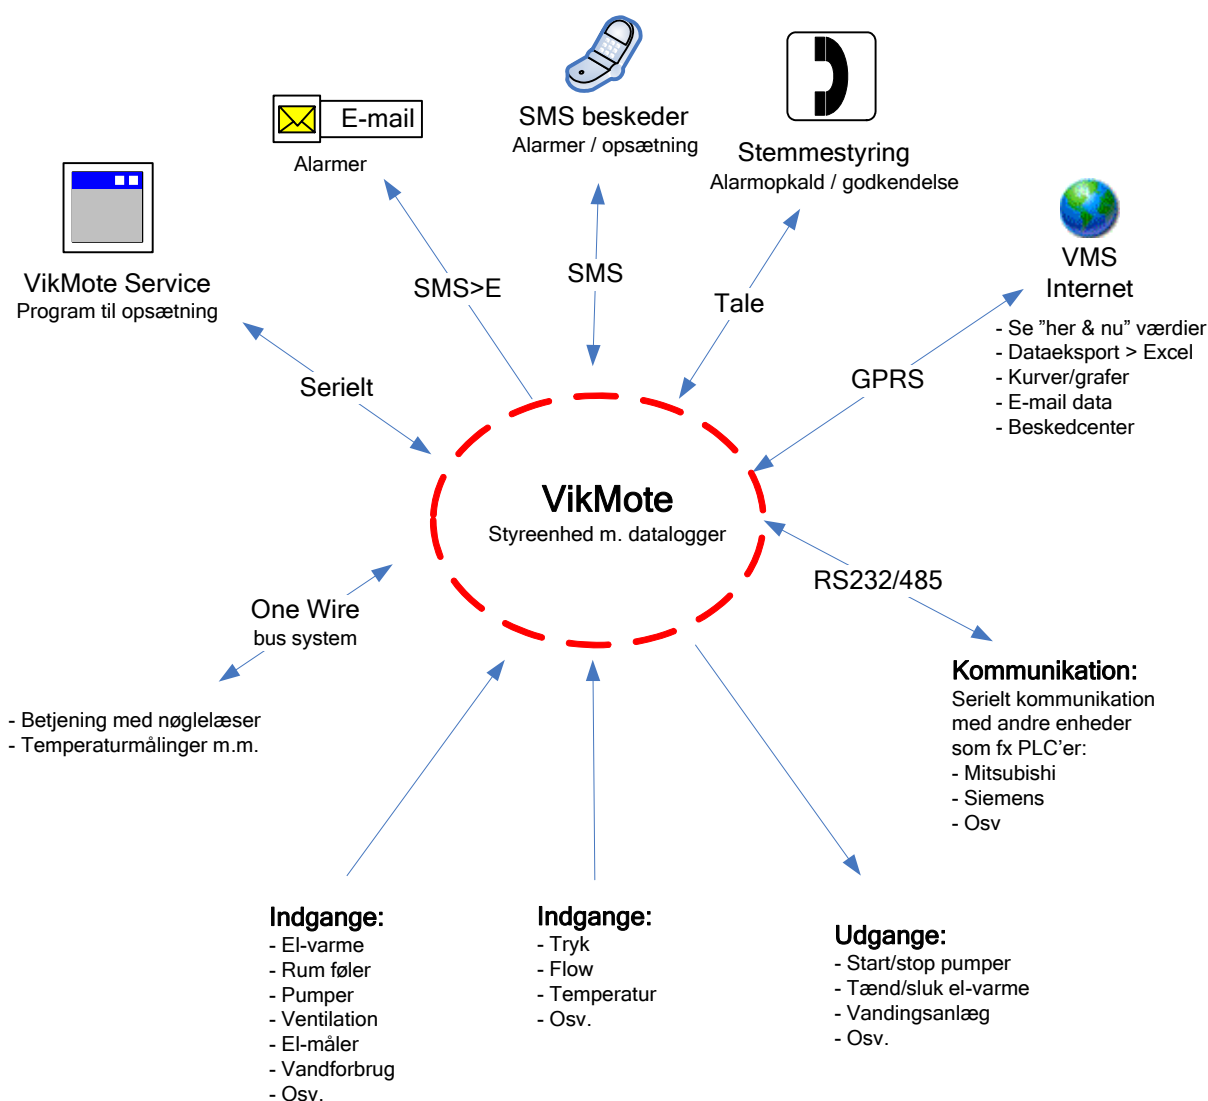 SMS beskeder
Alarmer / opsætning
E-mail
Alarmer
Stemmestyring
Alarmopkald / godkendelse
VikMote Service
Program til opsætning
VMS
Internet
- Se ”her & nu” værdier
- Dataeksport > Excel
- Kurver/grafer
- E-mail data
- Beskedcenter
SMS>E
SMS
Tale
GPRS
Serielt
VikMote
Styreenhed m. datalogger
RS232/485
One Wire
bus system
- Betjening med nøglelæser
- Temperaturmålinger m.m.
Kommunikation:
Serielt kommunikation
med andre enheder
som fx PLC’er:
- Mitsubishi
- Siemens
- Osv
Indgange:
- El-varme
- Rum føler
- Pumper
- Ventilation
- El-måler
- Vandforbrug
- Osv.
Indgange:
- Tryk
- Flow
- Temperatur
- Osv.
Udgange:
- Start/stop pumper
- Tænd/sluk el-varme
- Vandingsanlæg
- Osv.